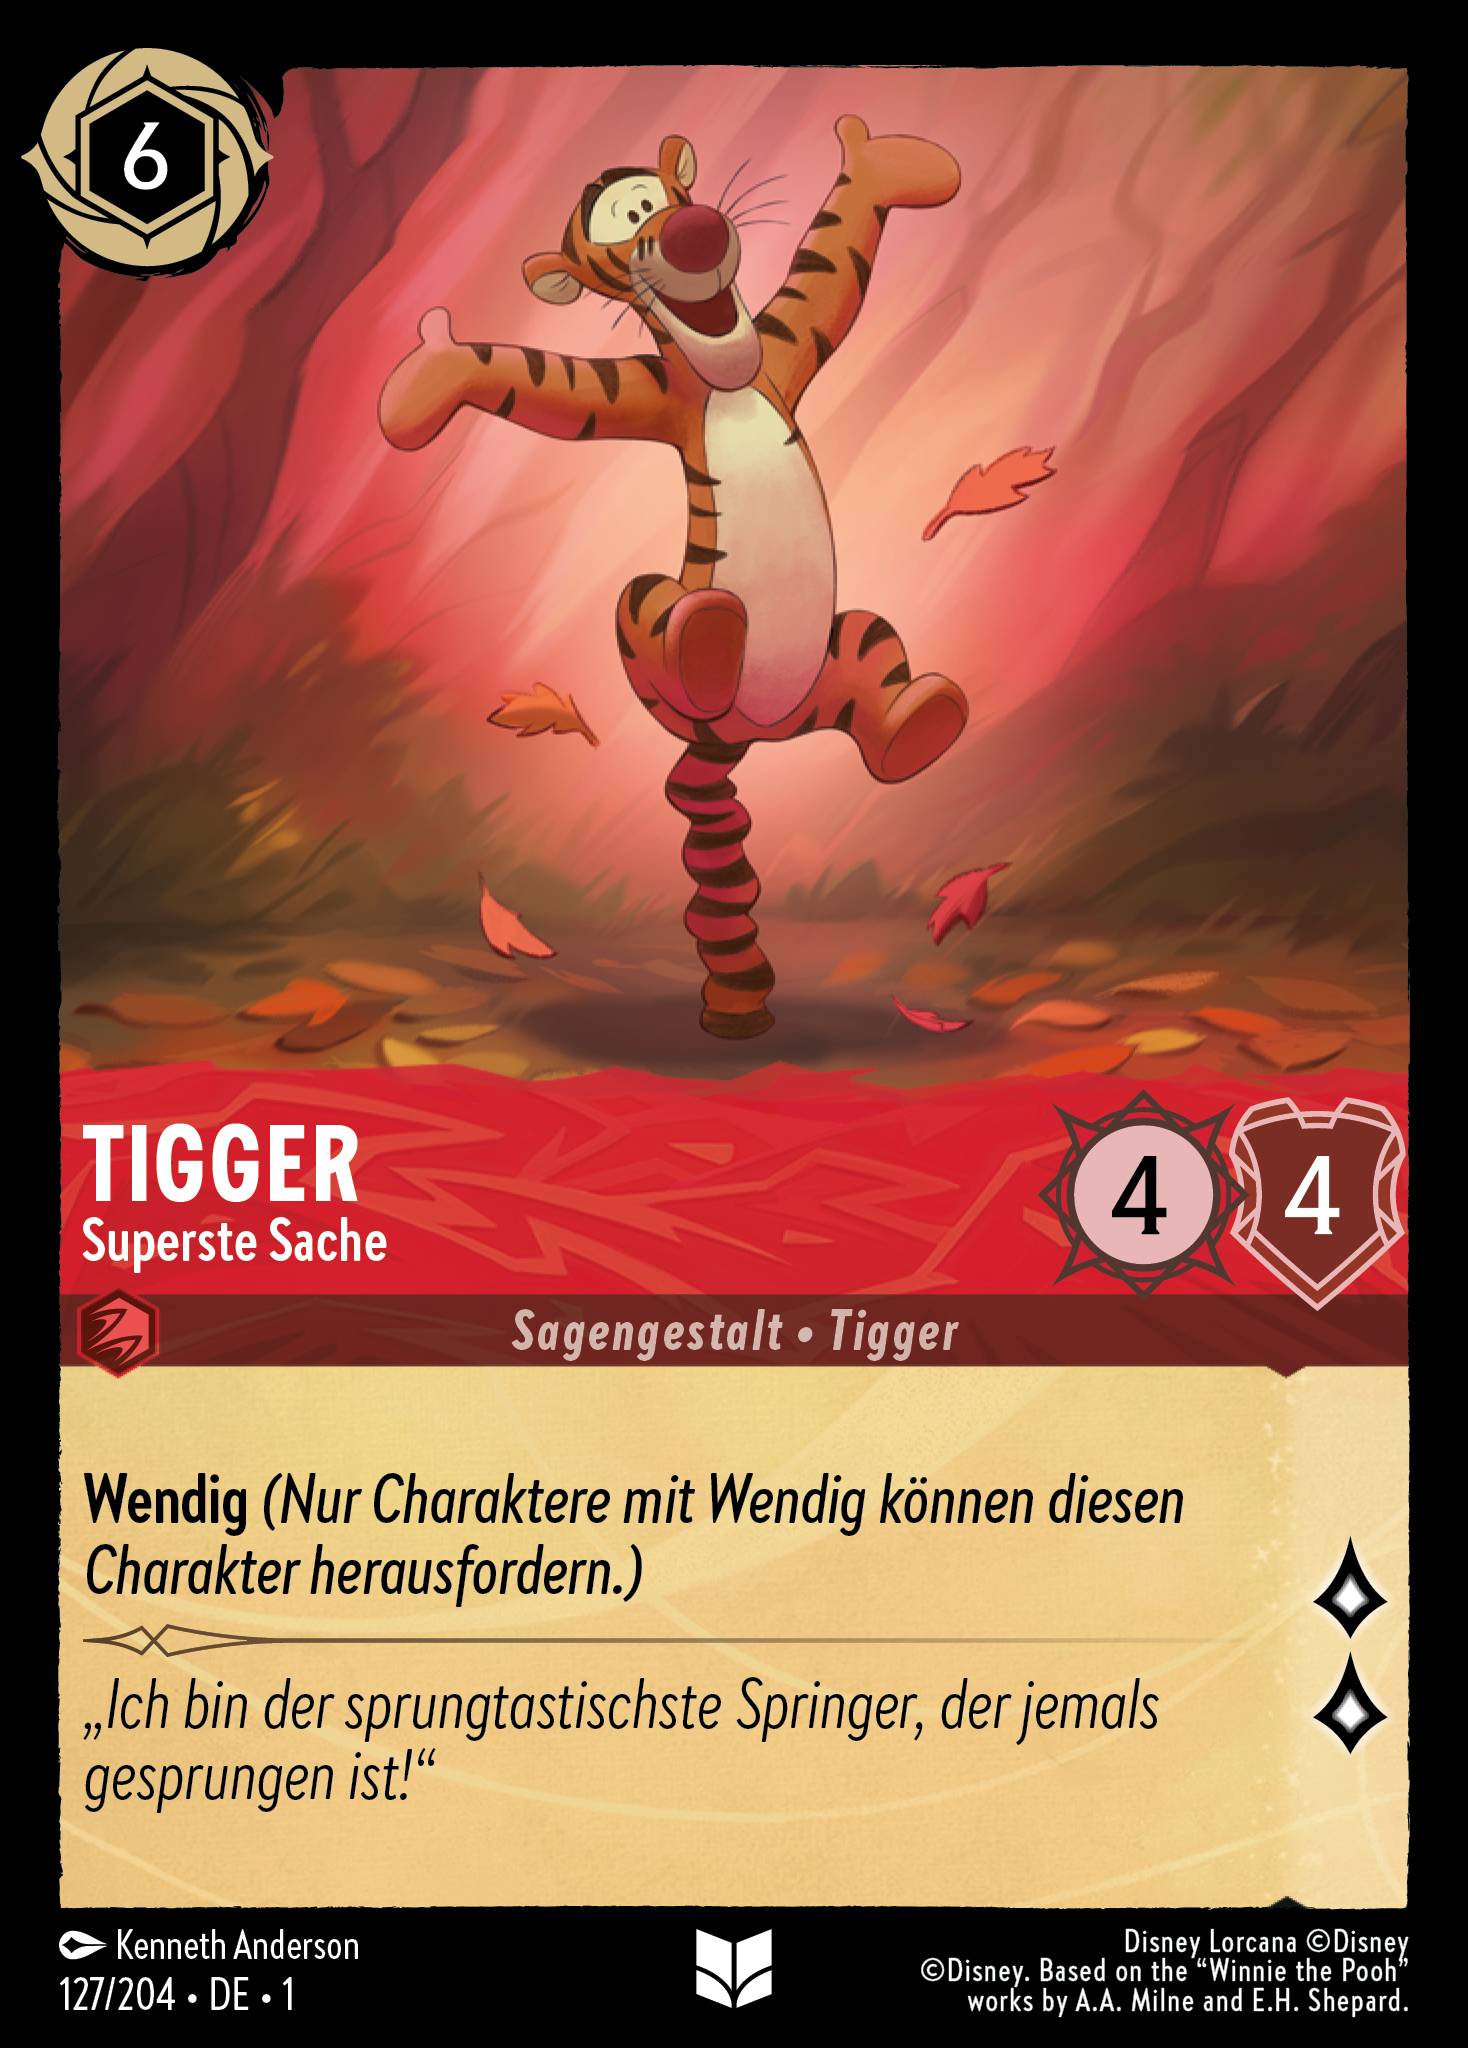 6
TIGGER
Superste Sache
4
4
Sagengestalt • Tigger
Wendig (Nur Charaktere mit Wendig können diesen
Charakter herausfordern.)
„Ich bin der sprungtastischste Springer, der jemals
gesprungen ist!“
Kenneth Anderson
127/204 • DE • 1
Disney Lorcana ©Disney
©Disney. Based on the “Winnie the Pooh”
works by A.A. Milne and E.H. Shepard.